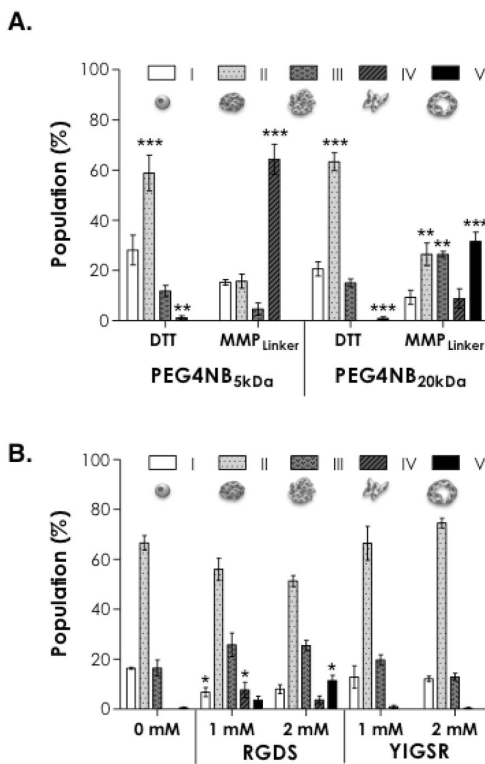 A.
I II III IV V
100
80
60
40
20
0
Population (%)
*** ** *** *** *** ** ** ***
DTT MMPLinker DTT MMPLinker
PEG4NB5kDa PEG4NB20kDa
B.
I II III IV V
100
80
60
40
20
0
Population (%)
* * *
0 mM 1 mM 2 mM 1 mM 2 mM
RGDS YIGSR